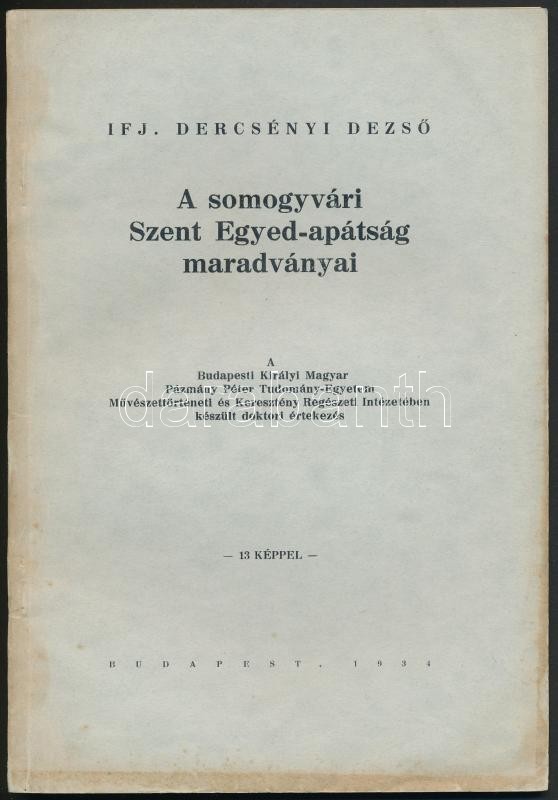 IFJ. DERCSÉNYI DEZSŐ
A somogyvári
Szent Egyed-apátság
maradványai
A
Budapesti Királyi Magyar
Pázmány Péter Tudomány-Egyetem
Művészettörténeti és Keresztény Régészeti Intézetében
készült doktori értekezés
darabanth
— 13 KÉPPEL —
BUDAPEST, 1934